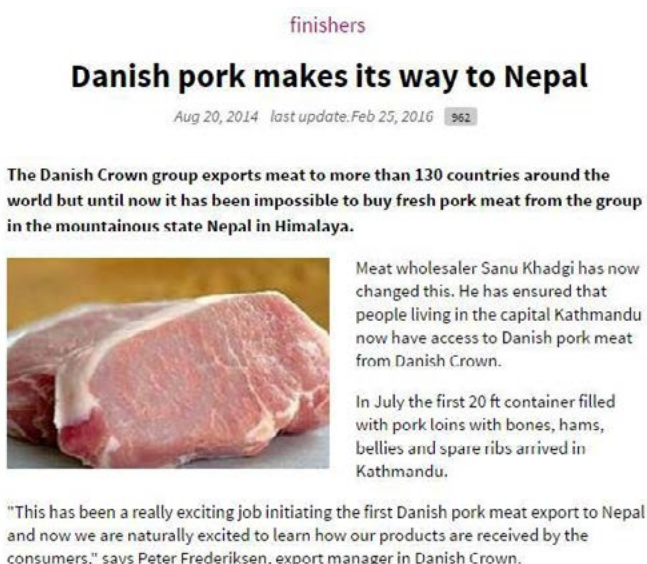 finishers
Danish pork makes its way to Nepal
Aug 20, 2014 last update:Feb 25, 2016 962
The Danish Crown group exports meat to more than 130 countries around the
world but until now it has been impossible to buy fresh pork meat from the group
in the mountainous state Nepal in Himalaya.
Meat wholesaler Sanu Khadgi has now
changed this. He has ensured that
people living in the capital Kathmandu
now have access to Danish pork meat
from Danish Crown.
In July the first 20 ft container filled
with pork loins with bones, hams,
bellies and spare ribs arrived in
Kathmandu.
"This has been a really exciting job initiating the first Danish pork meat export to Nepal
and now we are naturally excited to learn how our products are received by the
consumers," says Peter Frederiksen, export manager in Danish Crown.